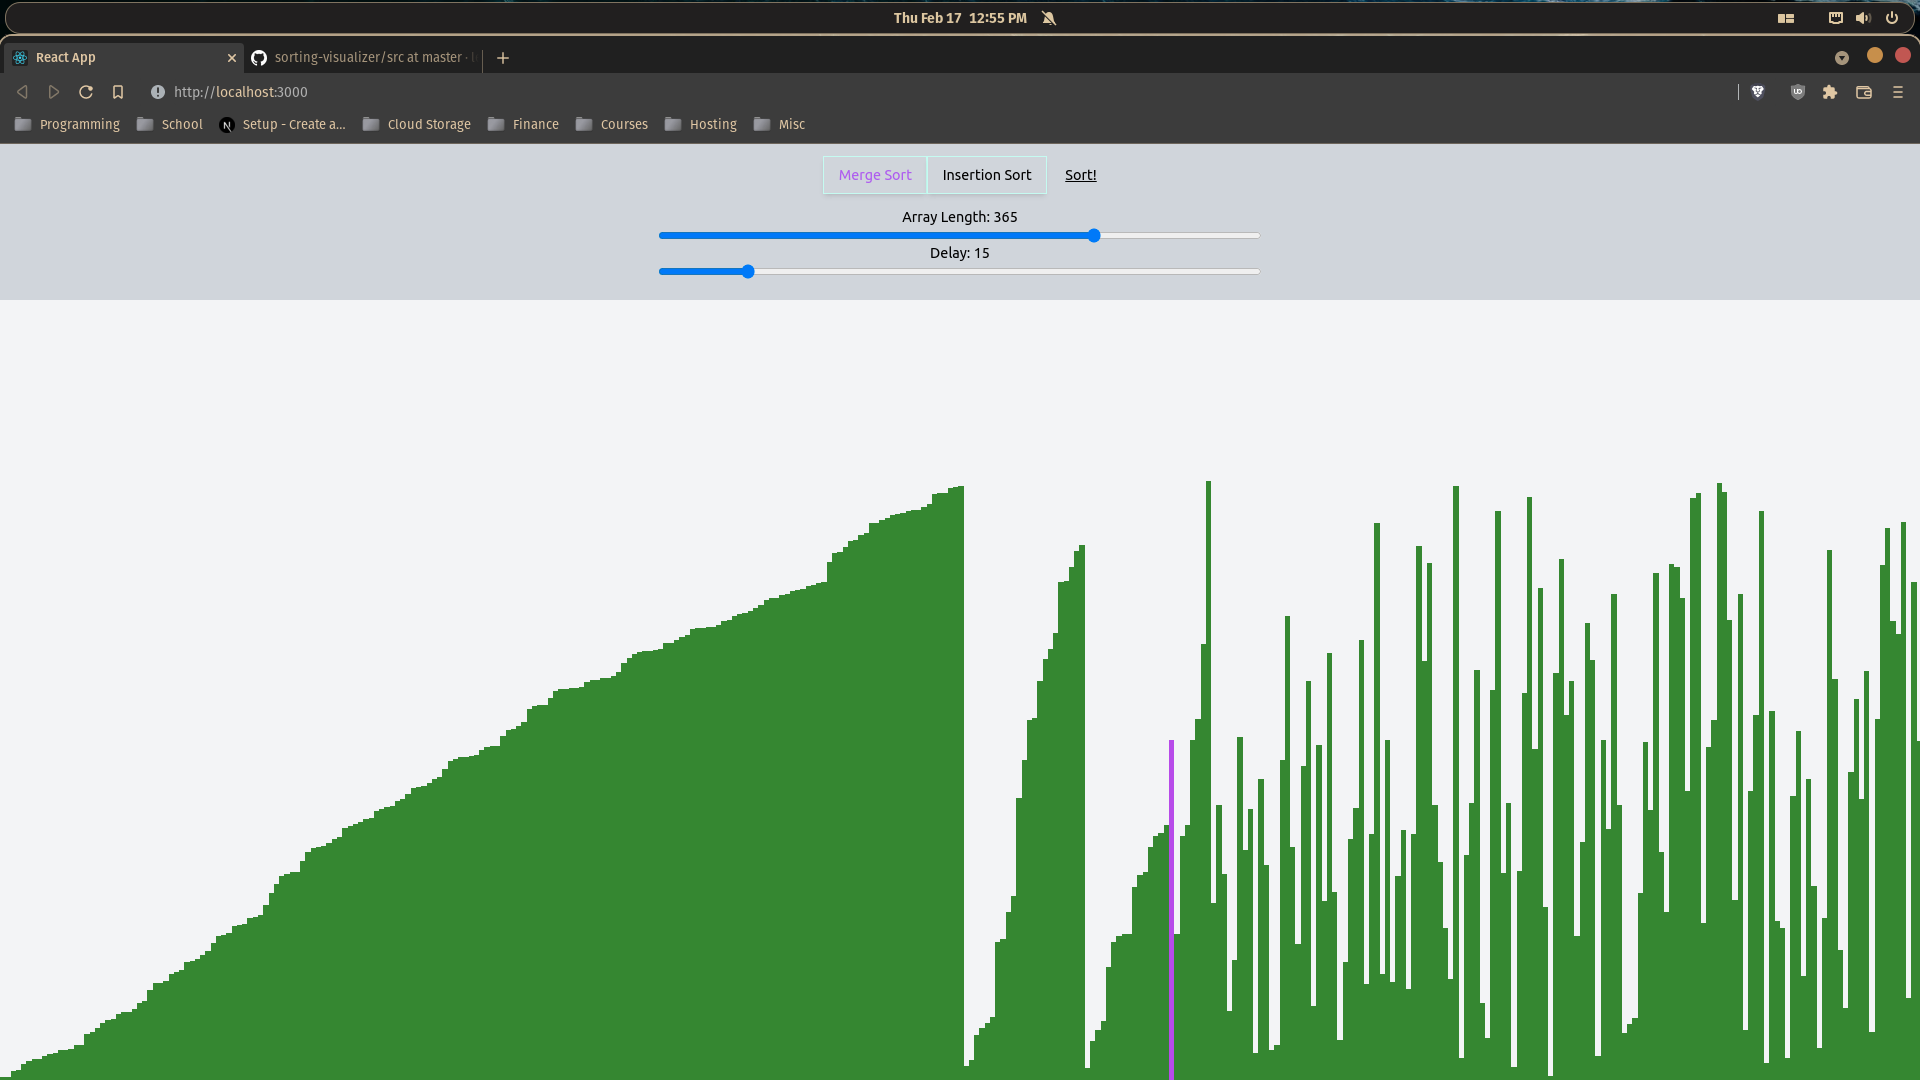 Thu Feb 17 12:55 PM
React App
sorting-visualizer/src at master ·
http://localhost:3000
Programming School Setup - Create a... Cloud Storage Finance Courses Hosting Misc
Merge Sort Insertion Sort Sort!
Array Length: 365
Delay: 15